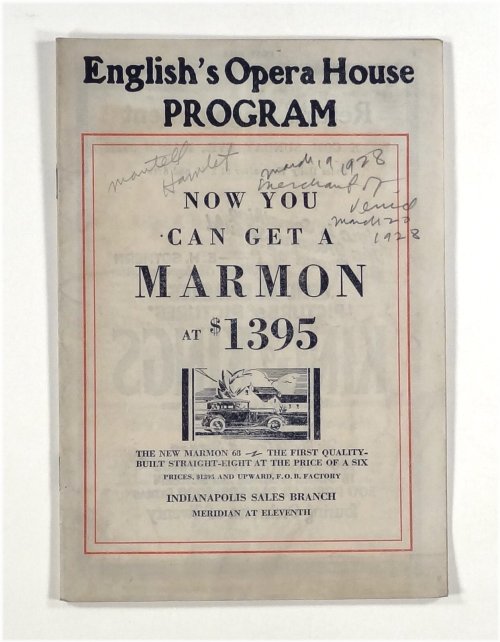 English's Opera House
PROGRAM
mantell
Hamlet
march 19 1928
merchant of
Venice
march 20
1928
NOW YOU
CAN GET A
MARMON
AT $1395
THE NEW MARMON 68 THE FIRST QUALITY-
BUILT STRAIGHT-EIGHT AT THE PRICE OF A SIX
PRICES, $1395 AND UPWARD, F. O. B. FACTORY
INDIANAPOLIS SALES BRANCH
MERIDIAN AT ELEVENTH